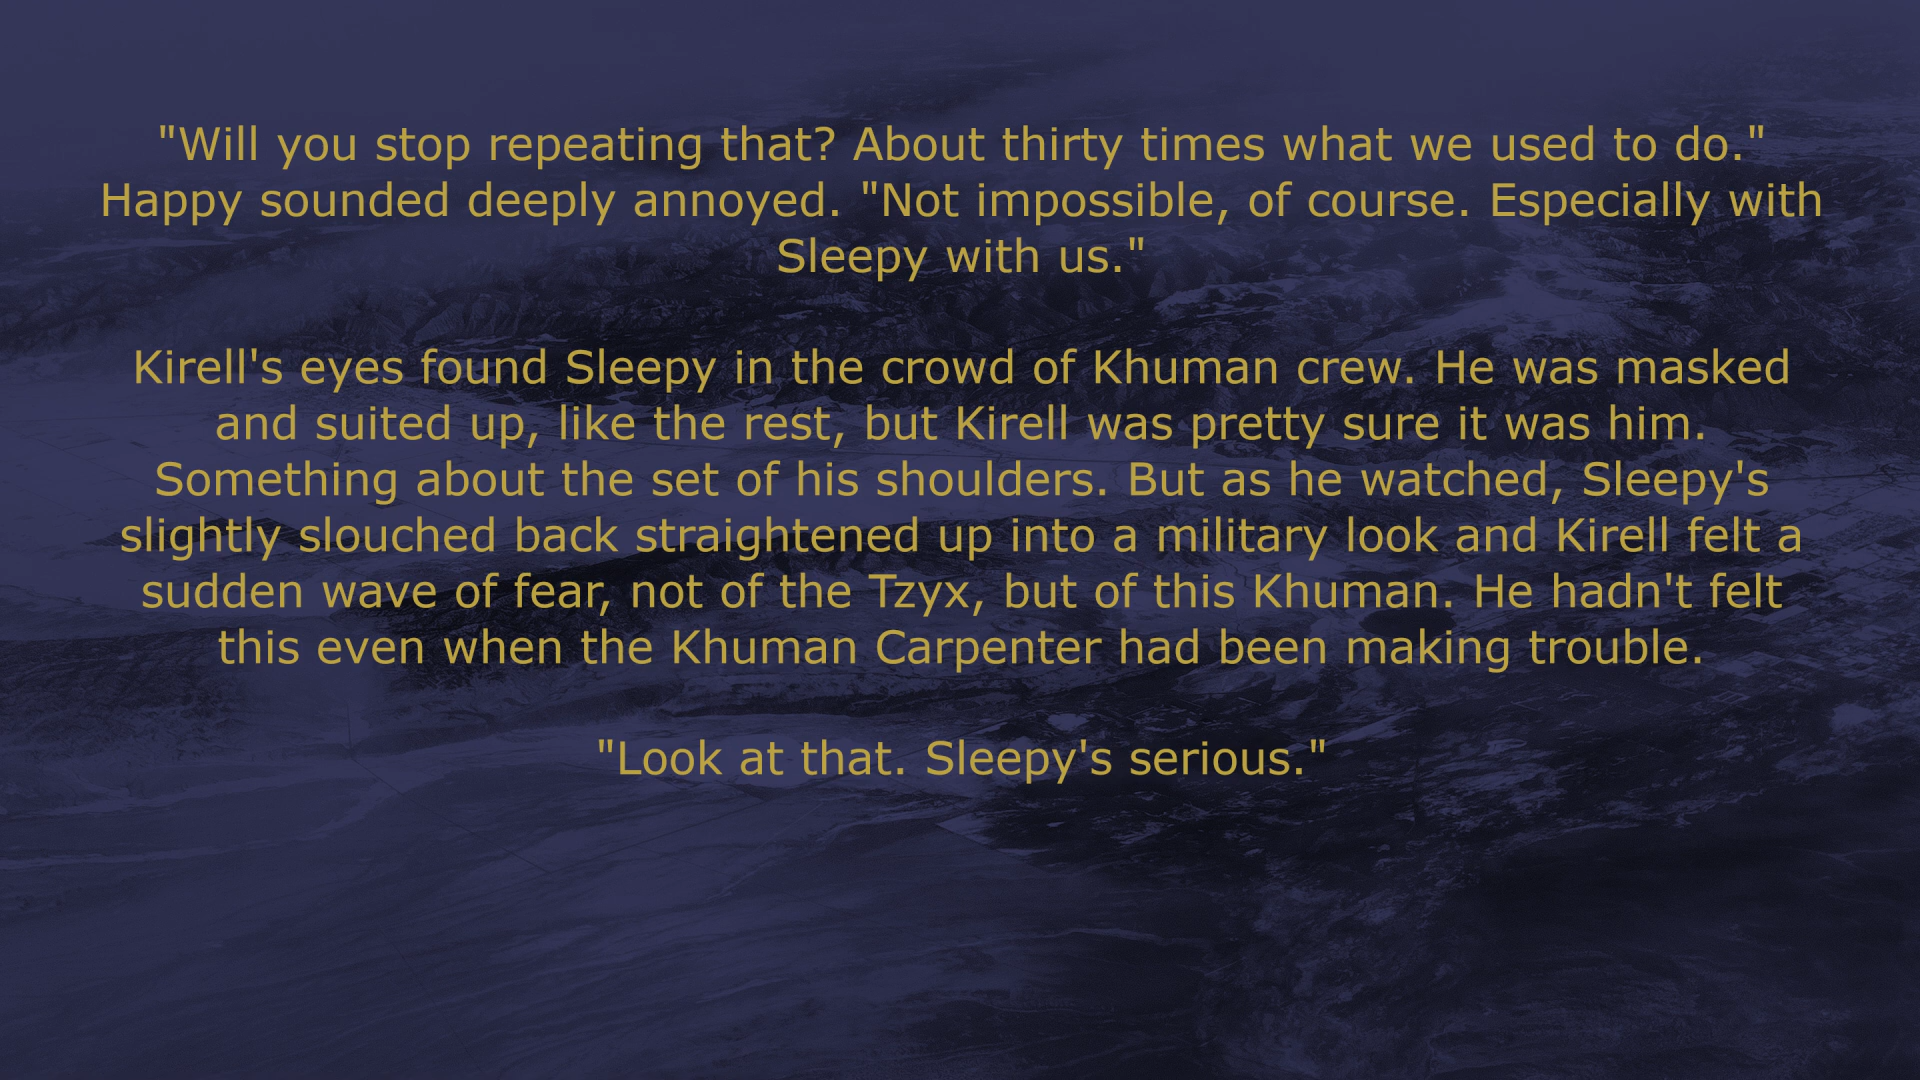 "Will you stop repeating that? About thirty times what we used to do."
Happy sounded deeply annoyed. "Not impossible, of course. Especially with
Sleepy with us."
Kirell's eyes found Sleepy in the crowd of Khuman crew. He was masked
and suited up, like the rest, but Kirell was pretty sure it was him.
Something about the set of his shoulders. But as he watched, Sleepy's
slightly slouched back straightened up into a military look and Kirell felt a
sudden wave of fear, not of the Tzyx, but of this Khuman. He hadn't felt
this even when the Khuman Carpenter had been making trouble.
"Look at that. Sleepy's serious."